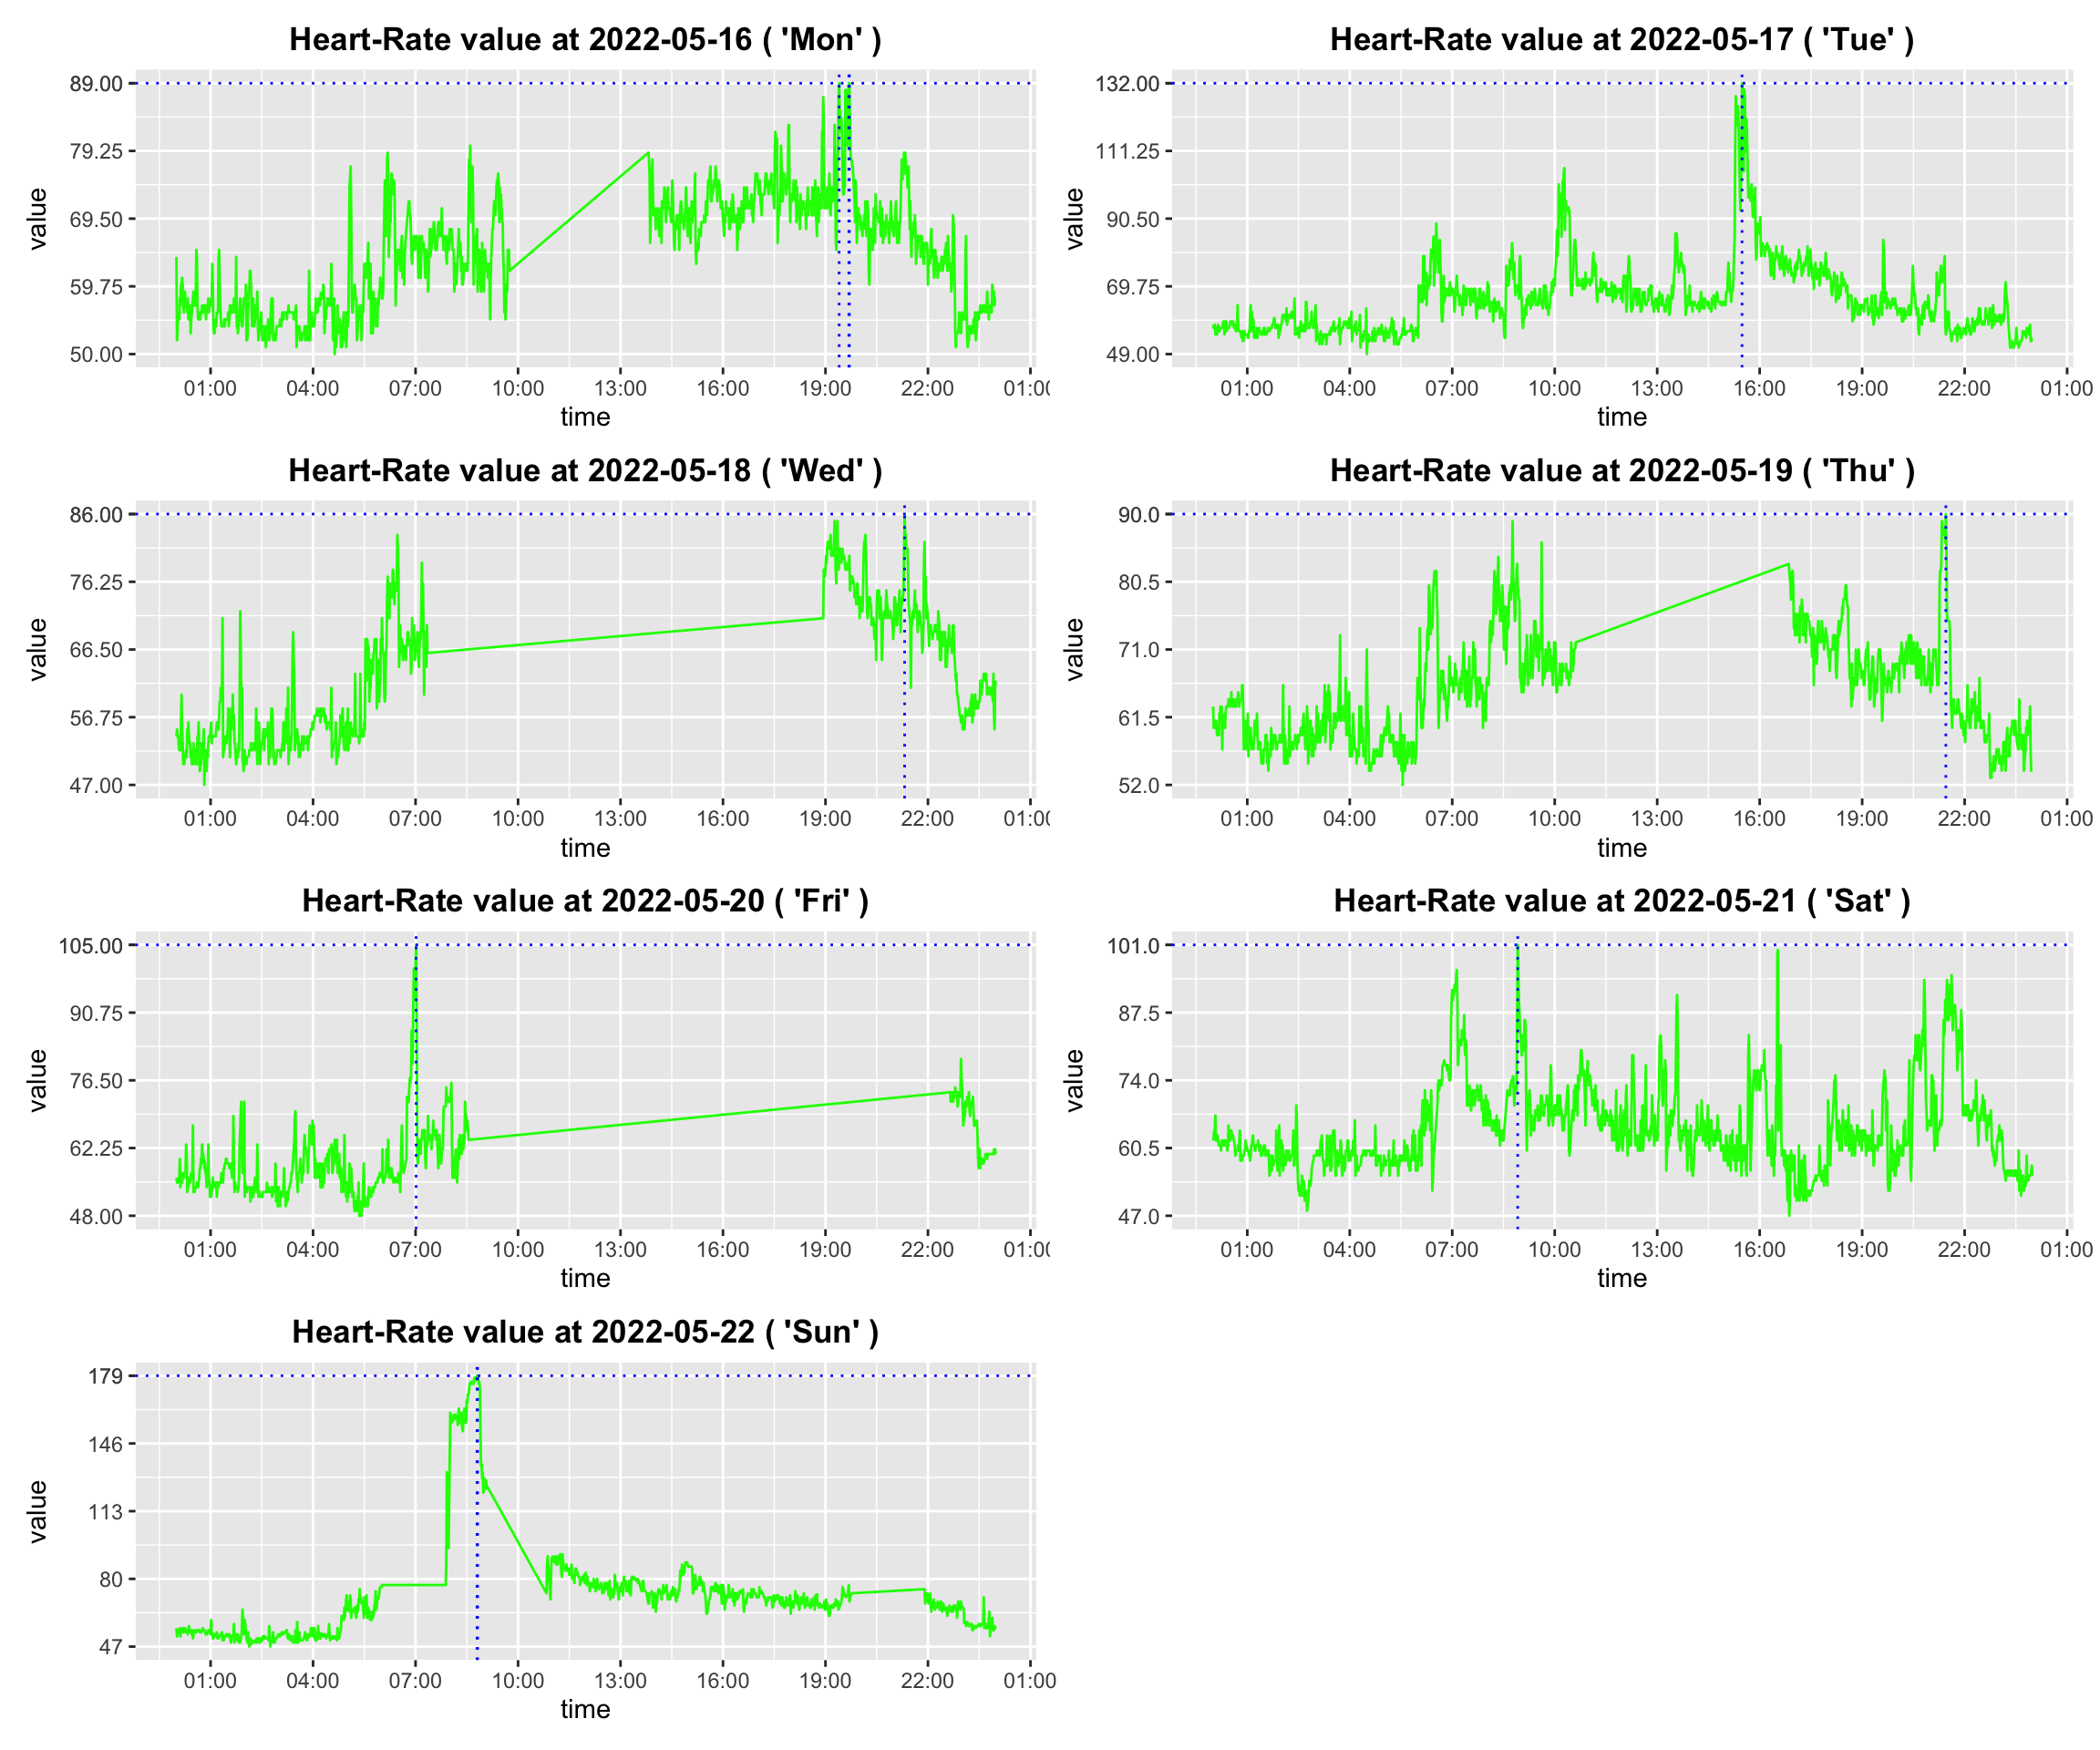 Heart-Rate value at 2022-05-16 ( 'Mon' )
89.00
79.25
69.50
59.75
50.00
value
01:00 04:00 07:00 10:00 13:00 16:00 19:00 22:00 01:00
time
Heart-Rate value at 2022-05-17 ( 'Tue' )
132.00
111.25
90.50
69.75
49.00
value
01:00 04:00 07:00 10:00 13:00 16:00 19:00 22:00 01:00
time
Heart-Rate value at 2022-05-18 ( 'Wed' )
86.00
76.25
66.50
56.75
47.00
value
01:00 04:00 07:00 10:00 13:00 16:00 19:00 22:00 01:00
time
Heart-Rate value at 2022-05-19 ( 'Thu' )
90.0
80.5
71.0
61.5
52.0
value
01:00 04:00 07:00 10:00 13:00 16:00 19:00 22:00 01:00
time
Heart-Rate value at 2022-05-20 ( 'Fri' )
105.00
90.75
76.50
62.25
48.00
value
01:00 04:00 07:00 10:00 13:00 16:00 19:00 22:00 01:00
time
Heart-Rate value at 2022-05-21 ( 'Sat' )
101.0
87.5
74.0
60.5
47.0
value
01:00 04:00 07:00 10:00 13:00 16:00 19:00 22:00 01:00
time
Heart-Rate value at 2022-05-22 ( 'Sun' )
179
146
113
80
47
value
01:00 04:00 07:00 10:00 13:00 16:00 19:00 22:00 01:00
time